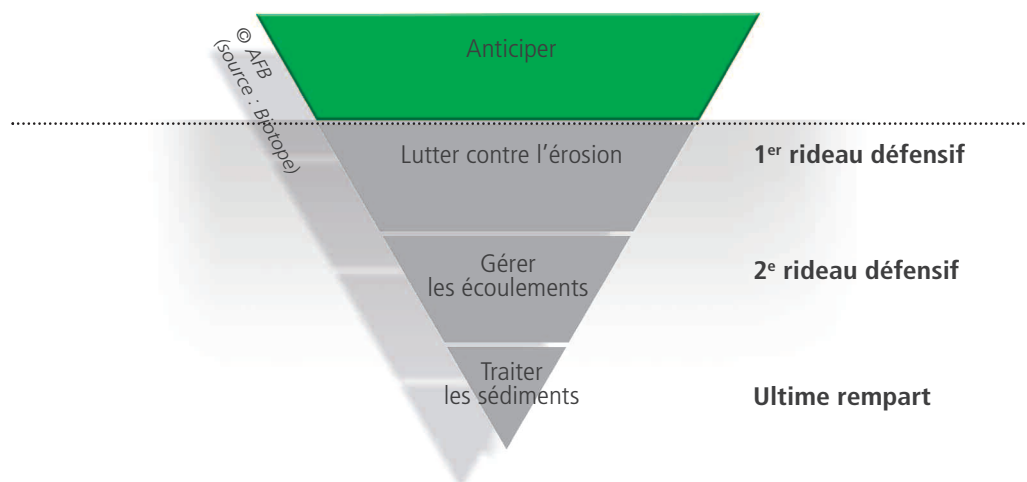 © AFB
(source : Biotope)
Anticiper
Lutter contre l’érosion
1er rideau défensif
Gérer
les écoulements
2e rideau défensif
Traiter
les sédiments
Ultime rempart